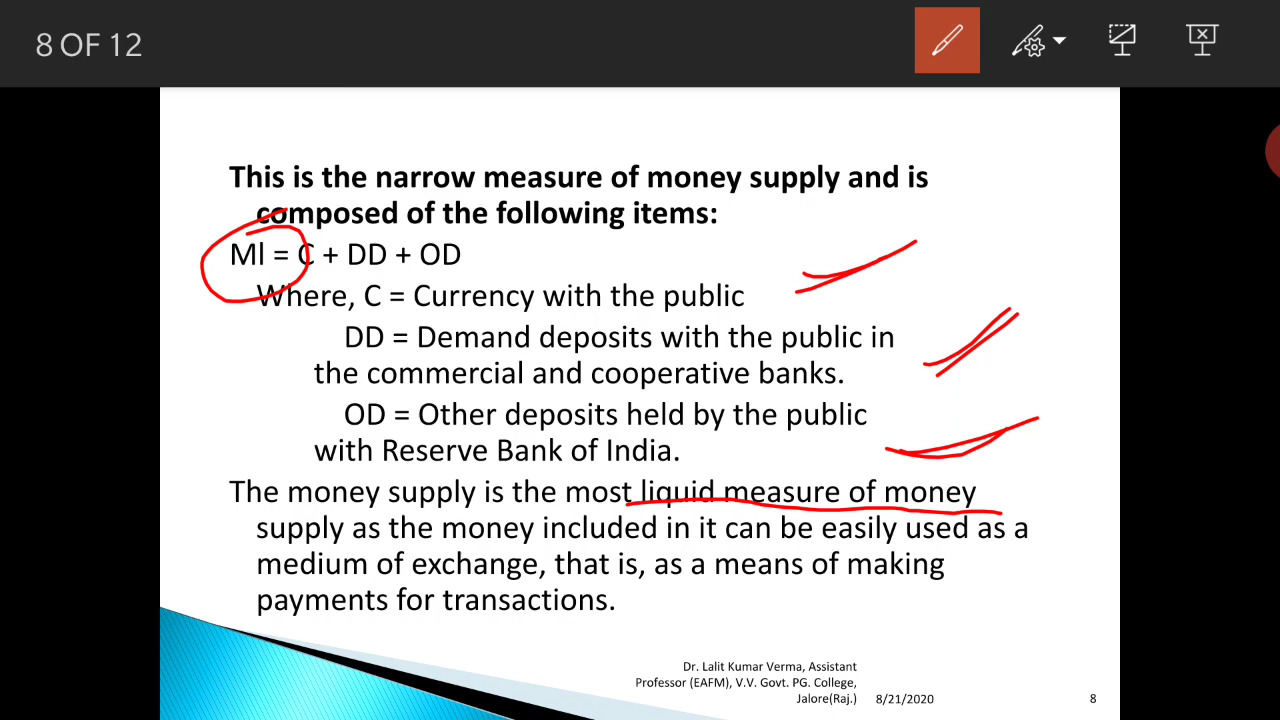 8 OF 12
This is the narrow measure of money supply and is
composed of the following items:
Ml = C + DD + OD
Where, C = Currency with the public
DD = Demand deposits with the public in
the commercial and cooperative banks.
OD = Other deposits held by the public
with Reserve Bank of India.
The money supply is the most liquid measure of money
supply as the money included in it can be easily used as a
medium of exchange, that is, as a means of making
payments for transactions.
Dr. Lalit Kumar Verma, Assistant
Professor (EAFM), V.V. Govt. PG. College,
Jalore(Raj.) 8/21/2020 8